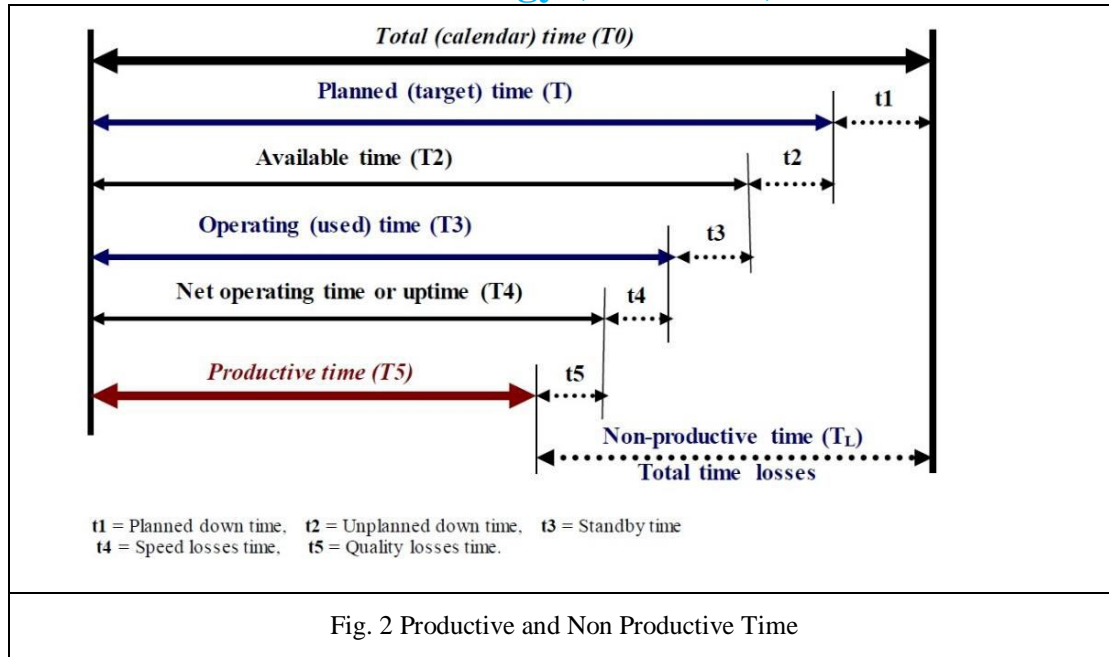 Total (calendar) time (T0)
Planned (target) time (T)
t1
Available time (T2)
t2
Operating (used) time (T3)
t3
Net operating time or uptime (T4)
t4
Productive time (T5)
t5
Non-productive time (TL)
Total time losses
t1 = Planned down time, t2 = Unplanned down time, t3 = Standby time
t4 = Speed losses time, t5 = Quality losses time.
Fig. 2 Productive and Non Productive Time